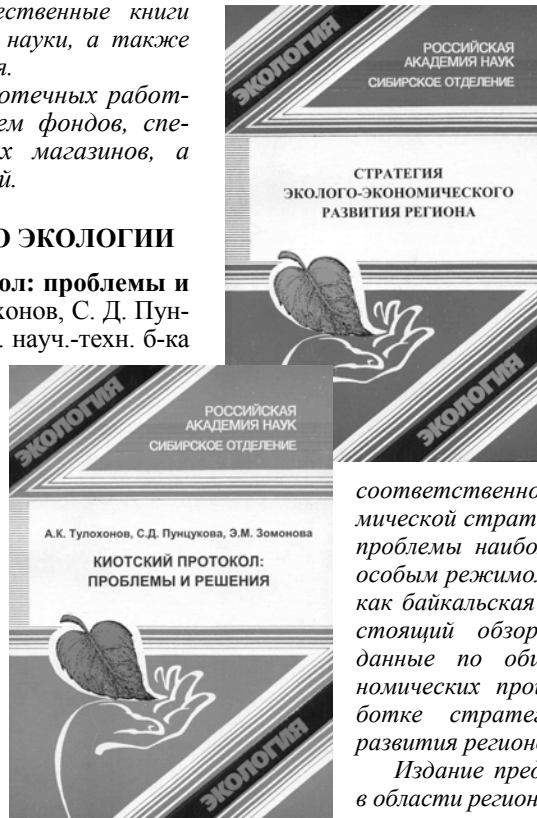 ественные книги
науки, а также
я.
отечных работ-
ем фондов, спе-
х магазинов, а
й.
О ЭКОЛОГИИ
кол: проблемы и
хонов, С. Д. Пун-
. науч.-техн. б-ка
ЭКОЛОГИЯ
РОССИЙСКАЯ
АКАДЕМИЯ НАУК
СИБИРСКОЕ ОТДЕЛЕНИЕ
СТРАТЕГИЯ
ЭКОЛОГО-ЭКОНОМИЧЕСКОГО
РАЗВИТИЯ РЕГИОНА
ЭКОЛОГИЯ
ЭКОЛОГИЯ
РОССИЙСКАЯ
АКАДЕМИЯ НАУК
СИБИРСКОЕ ОТДЕЛЕНИЕ
А.К. Тулохонов, С.Д. Пунцукова, Э.М. Зомонова
КИОТСКИЙ ПРОТОКОЛ:
ПРОБЛЕМЫ И РЕШЕНИЯ
ЭКОЛОГИЯ
соответственно
мической страт
проблемы наибо
особым режимо
как байкальская
стоящий обзор
данные по
номических про
ботке стратег
развития регион
Издание пред
в области регион